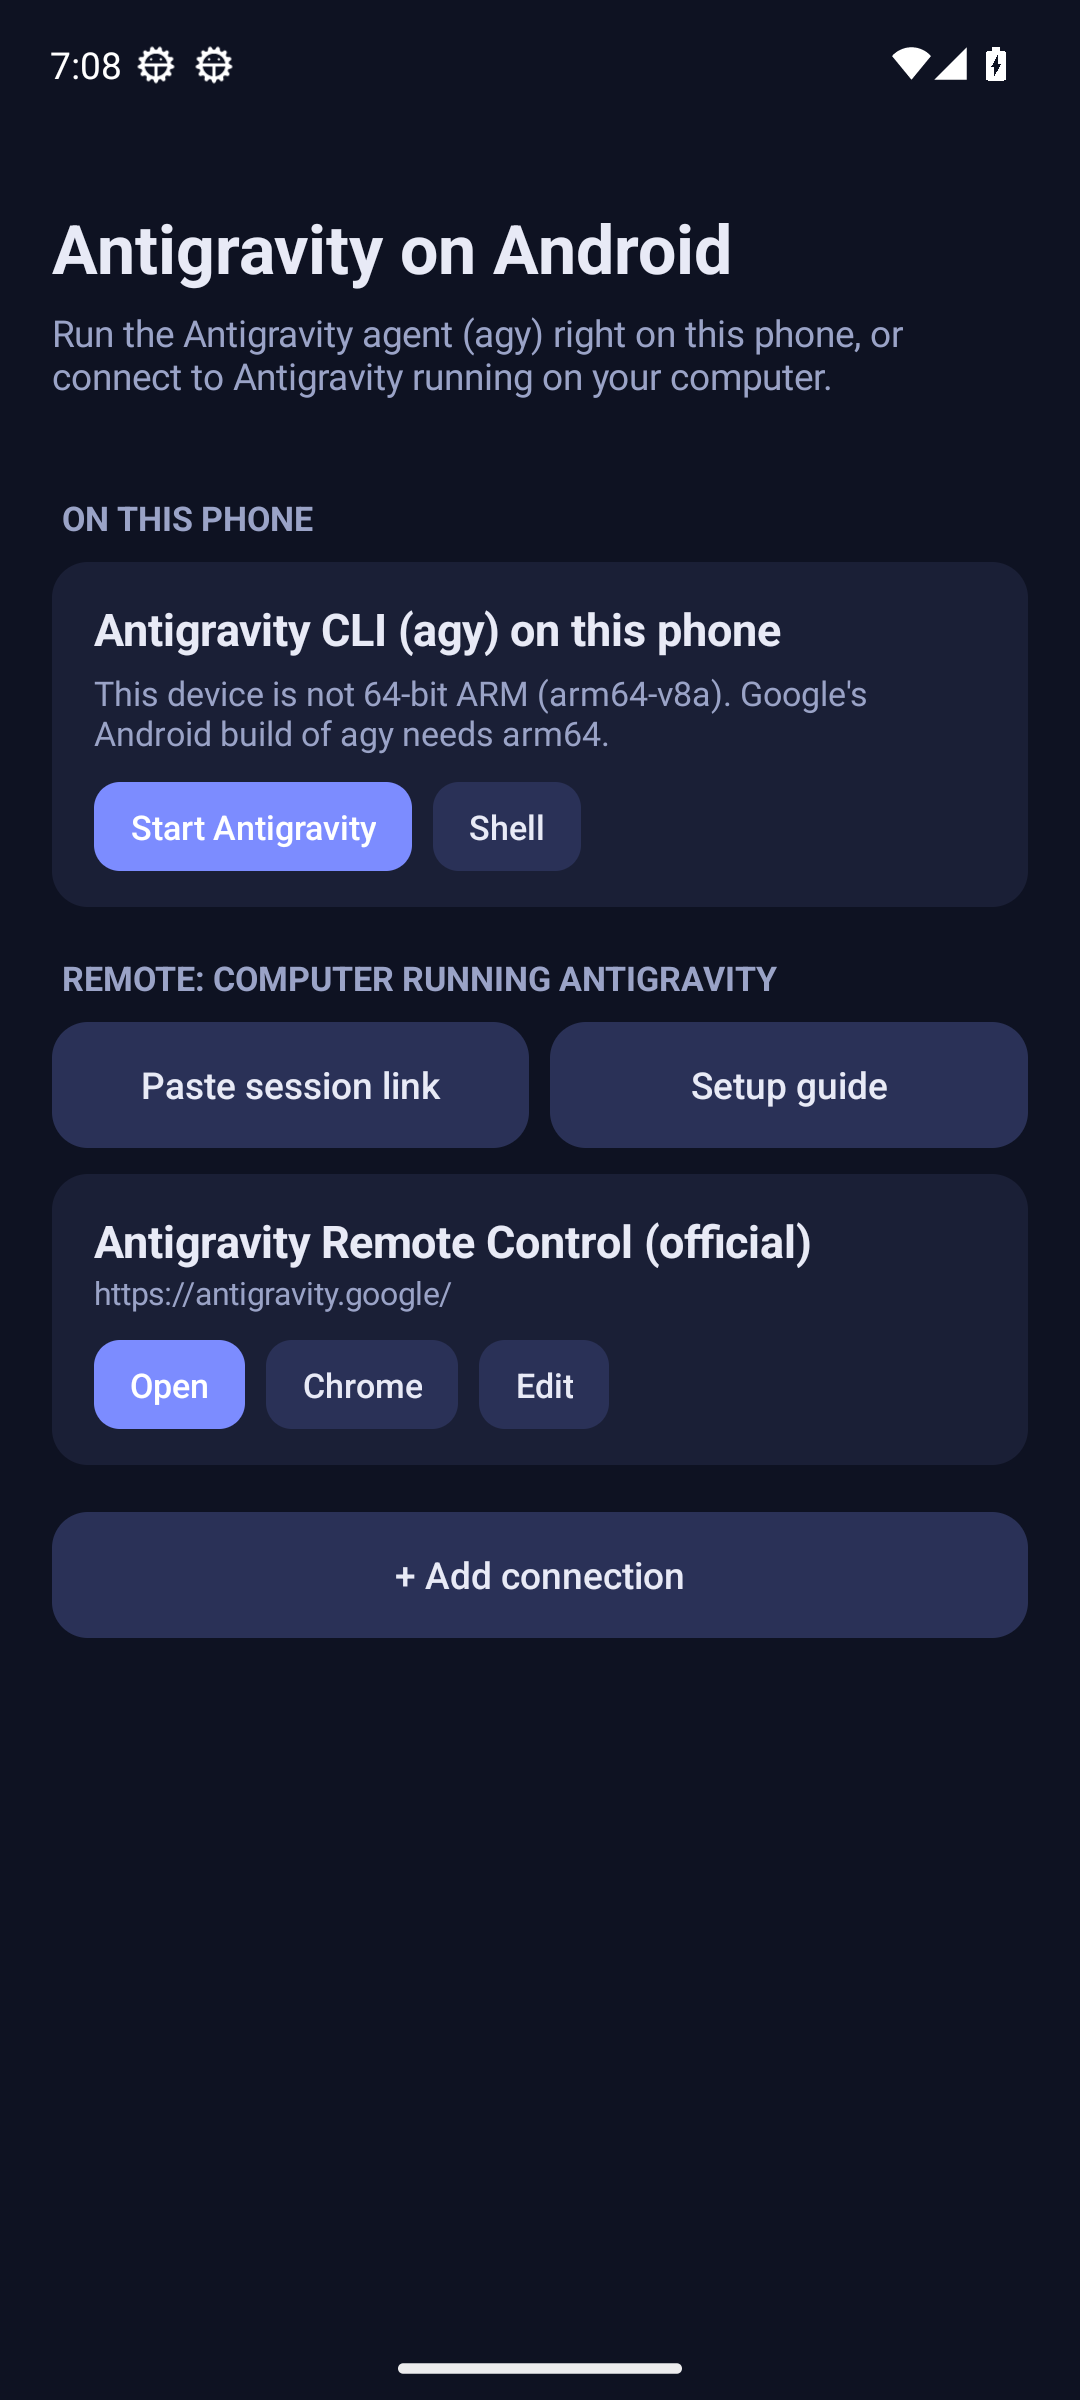 7:08
Antigravity on Android
Run the Antigravity agent (agy) right on this phone, or
connect to Antigravity running on your computer.
ON THIS PHONE
Antigravity CLI (agy) on this phone
This device is not 64-bit ARM (arm64-v8a). Google's
Android build of agy needs arm64.
Start Antigravity
Shell
REMOTE: COMPUTER RUNNING ANTIGRAVITY
Paste session link
Setup guide
Antigravity Remote Control (official)
https://antigravity.google/
Open
Chrome
Edit
+ Add connection